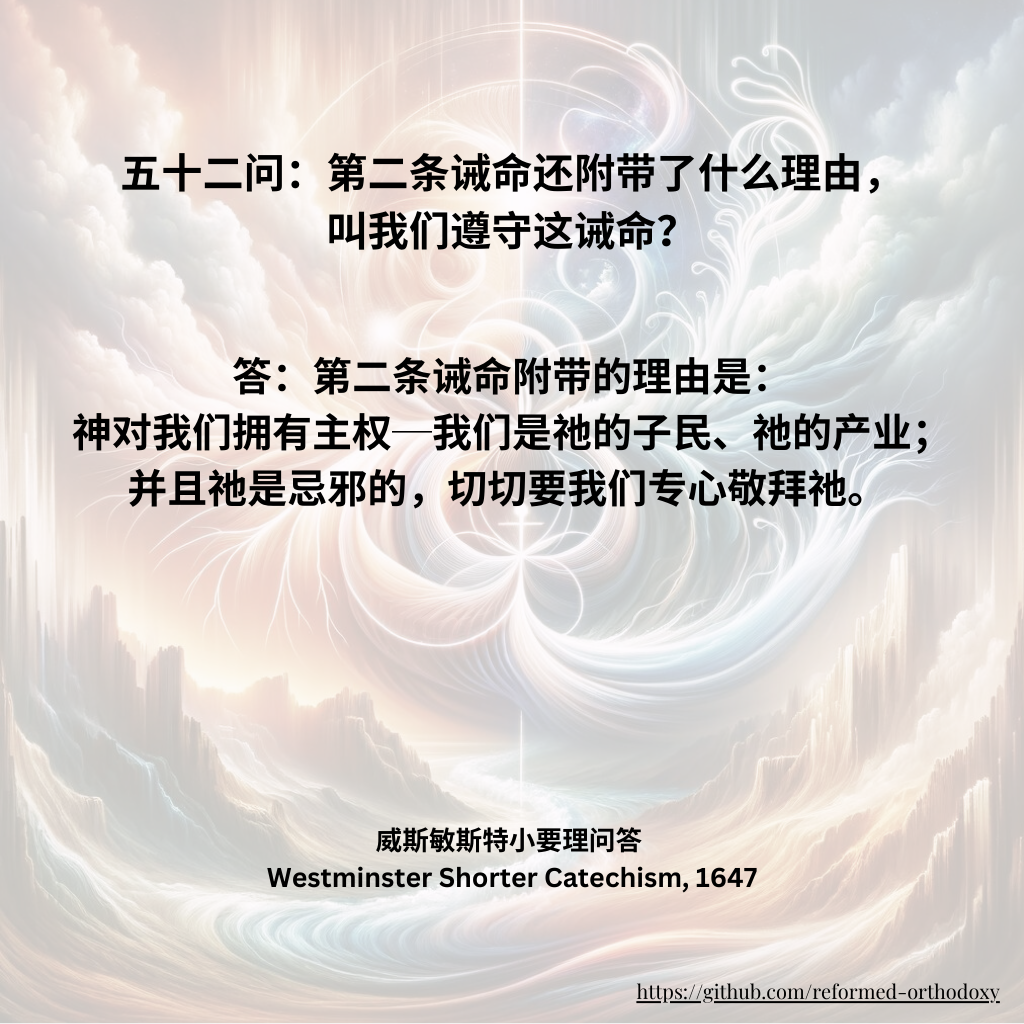 五十二问：第二条诫命还附带了什么理由，
叫我们遵守这诫命？
答：第二条诫命附带的理由是：
神对我们拥有主权─我们是祂的子民、祂的产业；
并且祂是忌邪的，切切要我们专心敬拜祂。
威斯敏斯特小要理问答
Westminster Shorter Catechism, 1647
https://github.com/reformed-orthodoxy